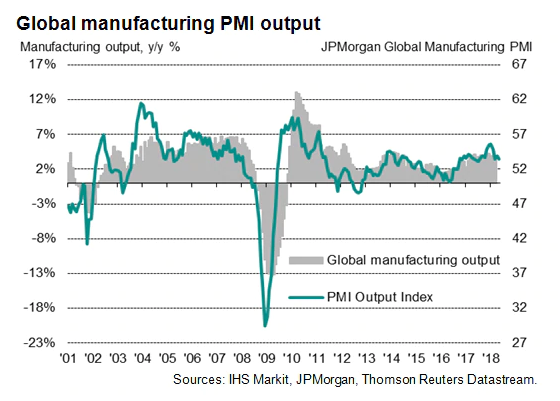 Global manufacturing PMI output
Manufacturing output, y/y % JPMorgan Global Manufacturing PMI
17% 67
12% 62
7% 57
2% 52
-3% 47
-8% 42
-13% 37
-18% 32
-23% 27
Global manufacturing output
PMI Output Index
'01 '02 '03 '04 '05 '06 '07 '08 '09 '10 '11 '12 '13 '14 '15 '16 '17 '18
Sources: IHS Markit, JPMorgan, Thomson Reuters Datastream.